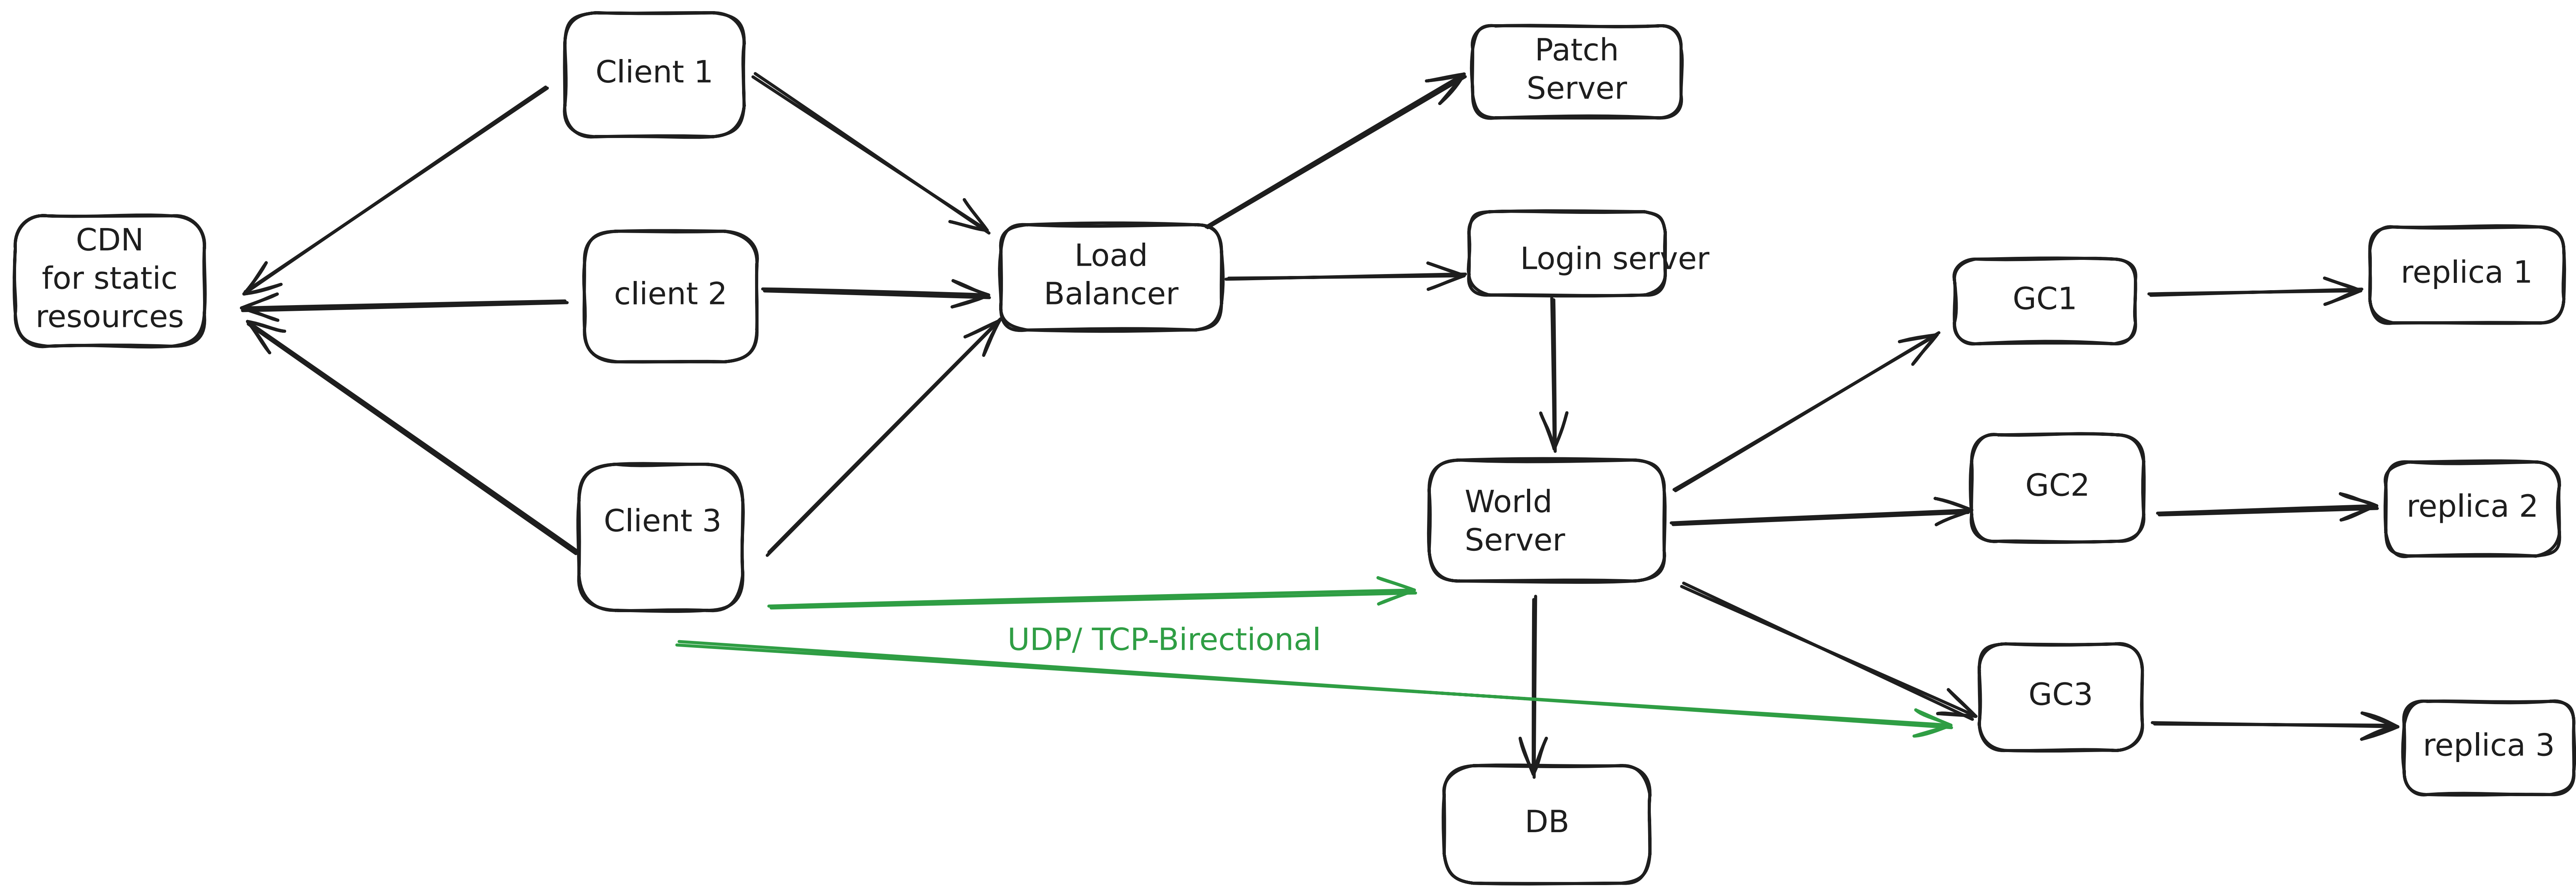 Client 1
Patch
Server
CDN
for static
resources
client 2
Load
Balancer
Login server
GC1
replica 1
Client 3
World
Server
GC2
replica 2
UDP/ TCP-Birectional
GC3
replica 3
DB